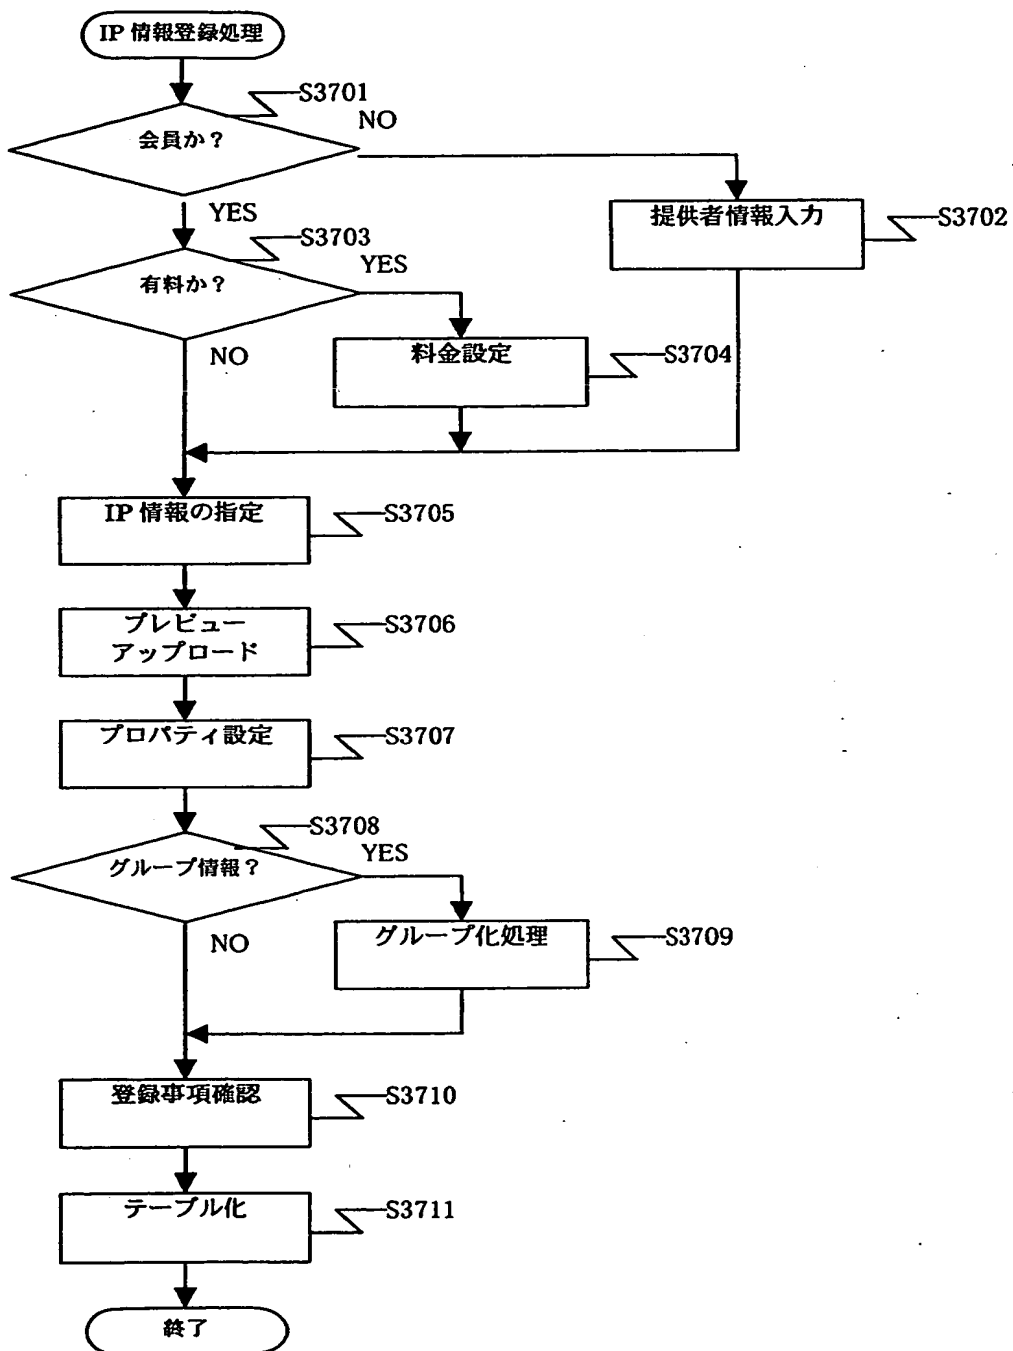 IP 情報登録処理
S3701
会員か？
NO
YES
提供者情報入力
S3702
S3703
有料か？
YES
NO
料金設定
S3704
IP 情報の指定
S3705
プレビュー
アップロード
S3706
プロパティ設定
S3707
S3708
グループ情報？
YES
NO
グループ化処理
S3709
登録事項確認
S3710
テーブル化
S3711
終了